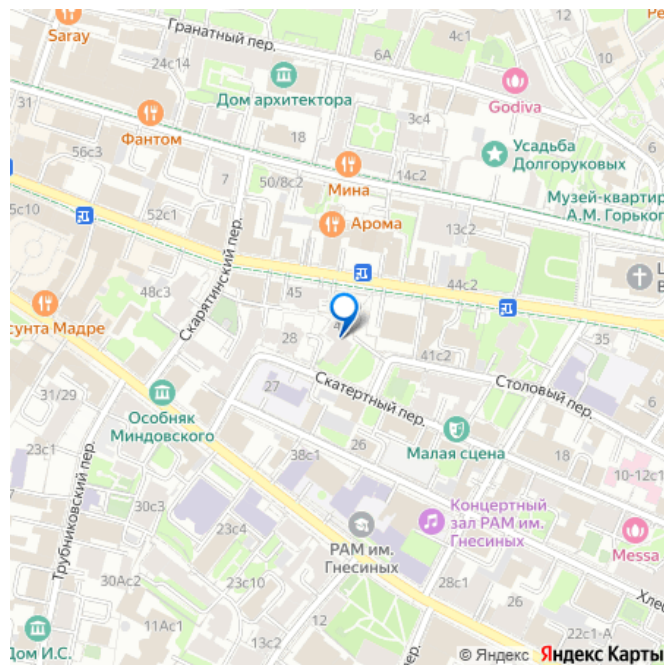 Гранатный пер.
4с1
Saray
6А
24с14
Дом архитектора
Godiva
31
Фантом
18
3с4
Усадьба
Долгоруковых
6
56с3
7
50/8с2
Мина
14с2
Музей-квартир
А.М. Горьког
5с10
52с1
Арома
13с2
Скарятинский пер.
44с2
48с3
45
сунта Мадре
28
41с2
35
31/29
27
Скатертный пер.
Столовый пер.
6
Особняк
Миндовского
Малая сцена
23с1
26
18
38с1
10-12с1
Трубниковский пер.
30с3
Концертный
зал РАМ им.
Гнесиных
23с4
РАМ им.
Гнесиных
Messa
30Ас2
23с10
28с1
Хлеб
11Ас1
26
Дом И.С.
13с2
12
22с1-А
© Яндекс Яндекс Карты